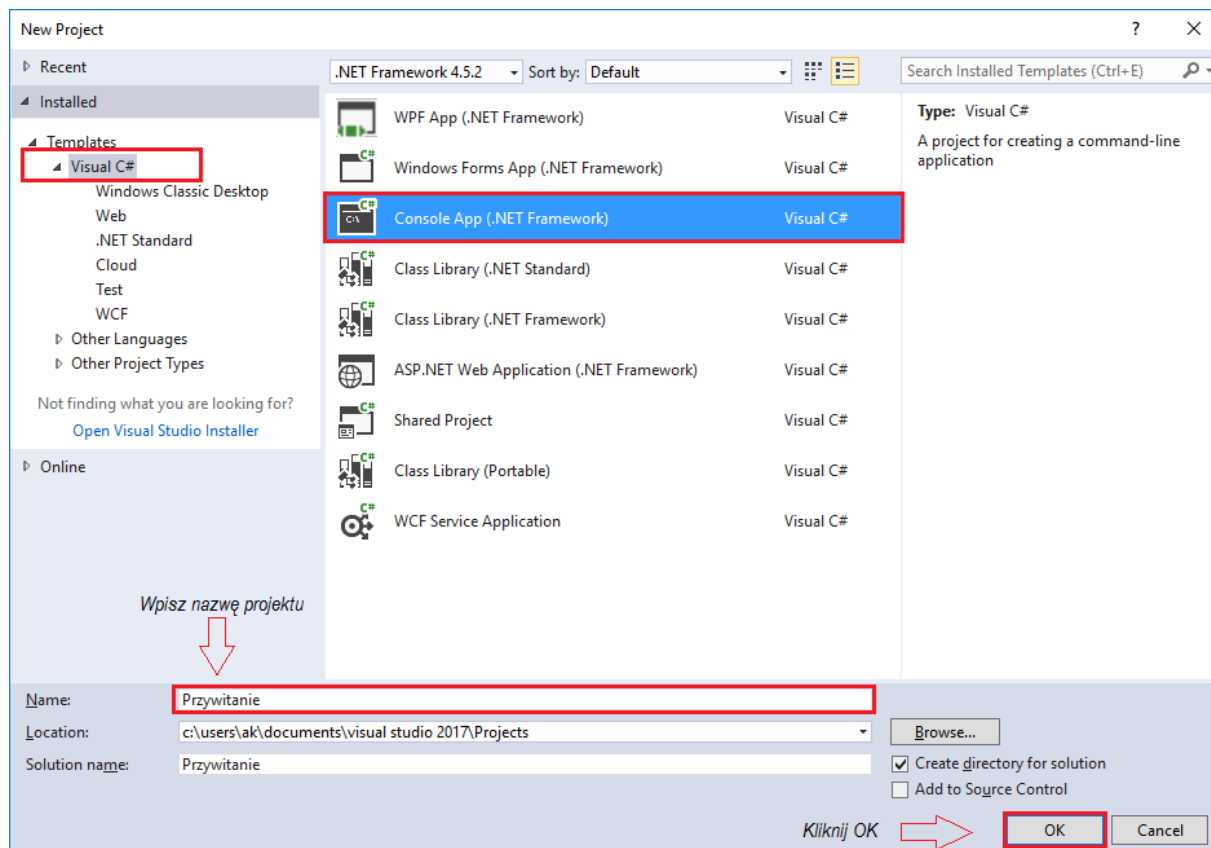 New Project
?
Recent
Installed
Templates
Visual C#
Windows Classic Desktop
Web
.NET Standard
Cloud
Test
WCF
Other Languages
Other Project Types
Not finding what you are looking for?
Open Visual Studio Installer
Online
.NET Framework 4.5.2 Sort by: Default
WPF App (.NET Framework) Visual C#
Windows Forms App (.NET Framework) Visual C#
Console App (.NET Framework) Visual C#
Class Library (.NET Standard) Visual C#
Class Library (.NET Framework) Visual C#
ASP.NET Web Application (.NET Framework) Visual C#
Shared Project Visual C#
Class Library (Portable) Visual C#
WCF Service Application Visual C#
Search Installed Templates (Ctrl+E)
Type: Visual C#
A project for creating a command-line
application
Wpisz nazwę projektu
Name: Przywitanie
Location: c:\users\ak\documents\visual studio 2017\Projects Browse...
Solution name: Przywitanie
Create directory for solution
Add to Source Control
Kliknij OK
OK Cancel